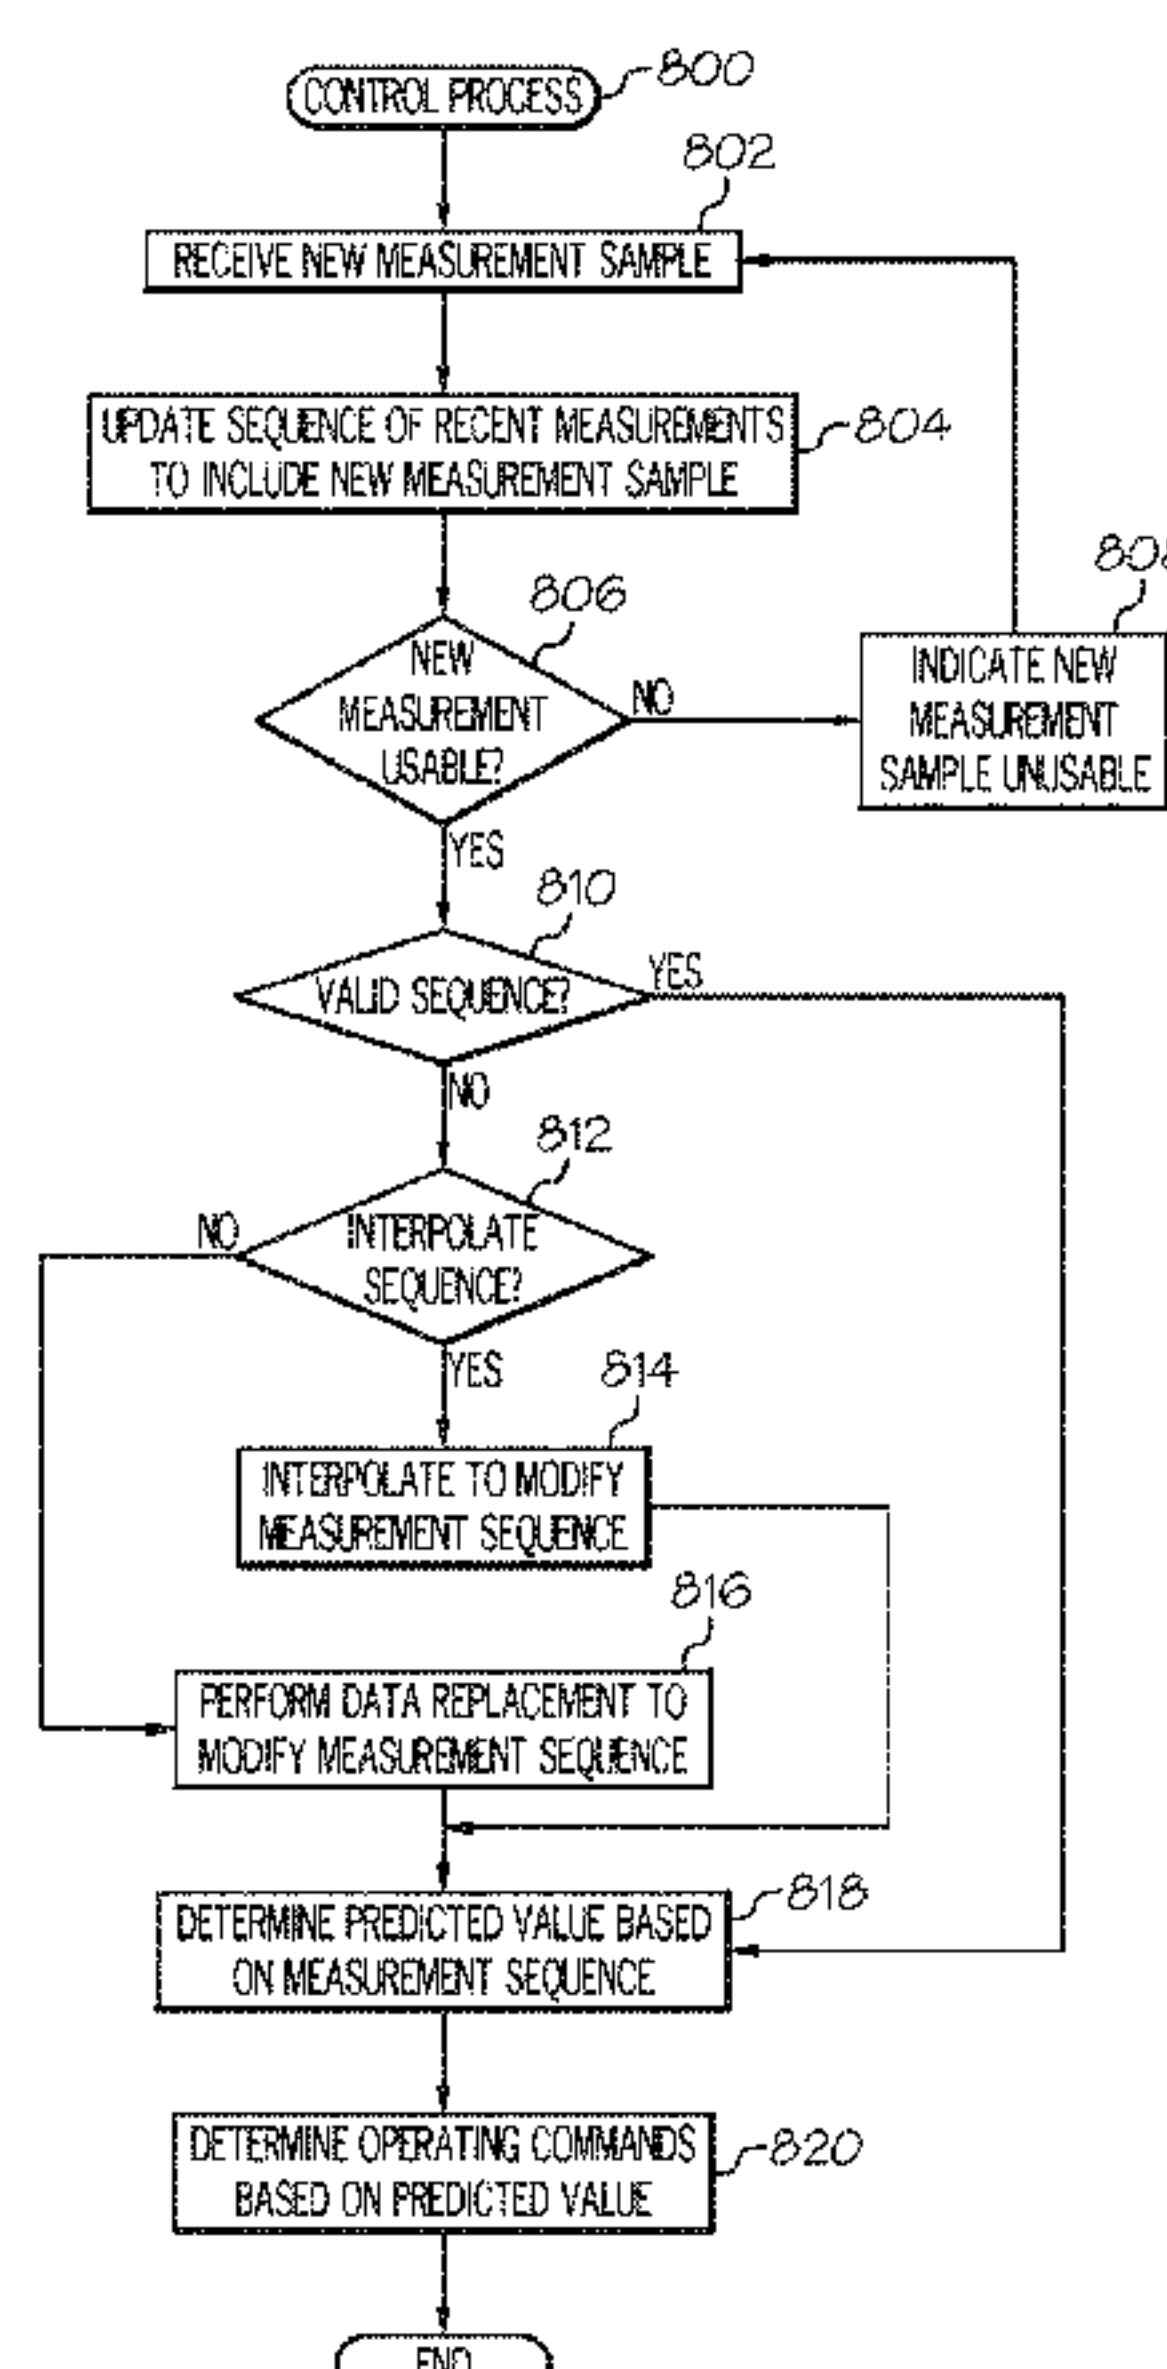 CONTROL PROCESS
800
802
RECEIVE NEW MEASUREMENT SAMPLE
UPDATE SEQUENCE OF RECENT MEASUREMENTS
TO INCLUDE NEW MEASUREMENT SAMPLE
804
806
NEW
MEASUREMENT
USABLE?
NO
INDICATE NEW
MEASUREMENT
SAMPLE UNUSABLE
YES
810
VALID SEQUENCE?
YES
NO
812
NO
INTERPOLATE
SEQUENCE?
YES
814
INTERPOLATE TO MODIFY
MEASUREMENT SEQUENCE
816
PERFORM DATA REPLACEMENT TO
MODIFY MEASUREMENT SEQUENCE
818
DETERMINE PREDICTED VALUE BASED
ON MEASUREMENT SEQUENCE
DETERMINE OPERATING COMMANDS
BASED ON PREDICTED VALUE
820
END